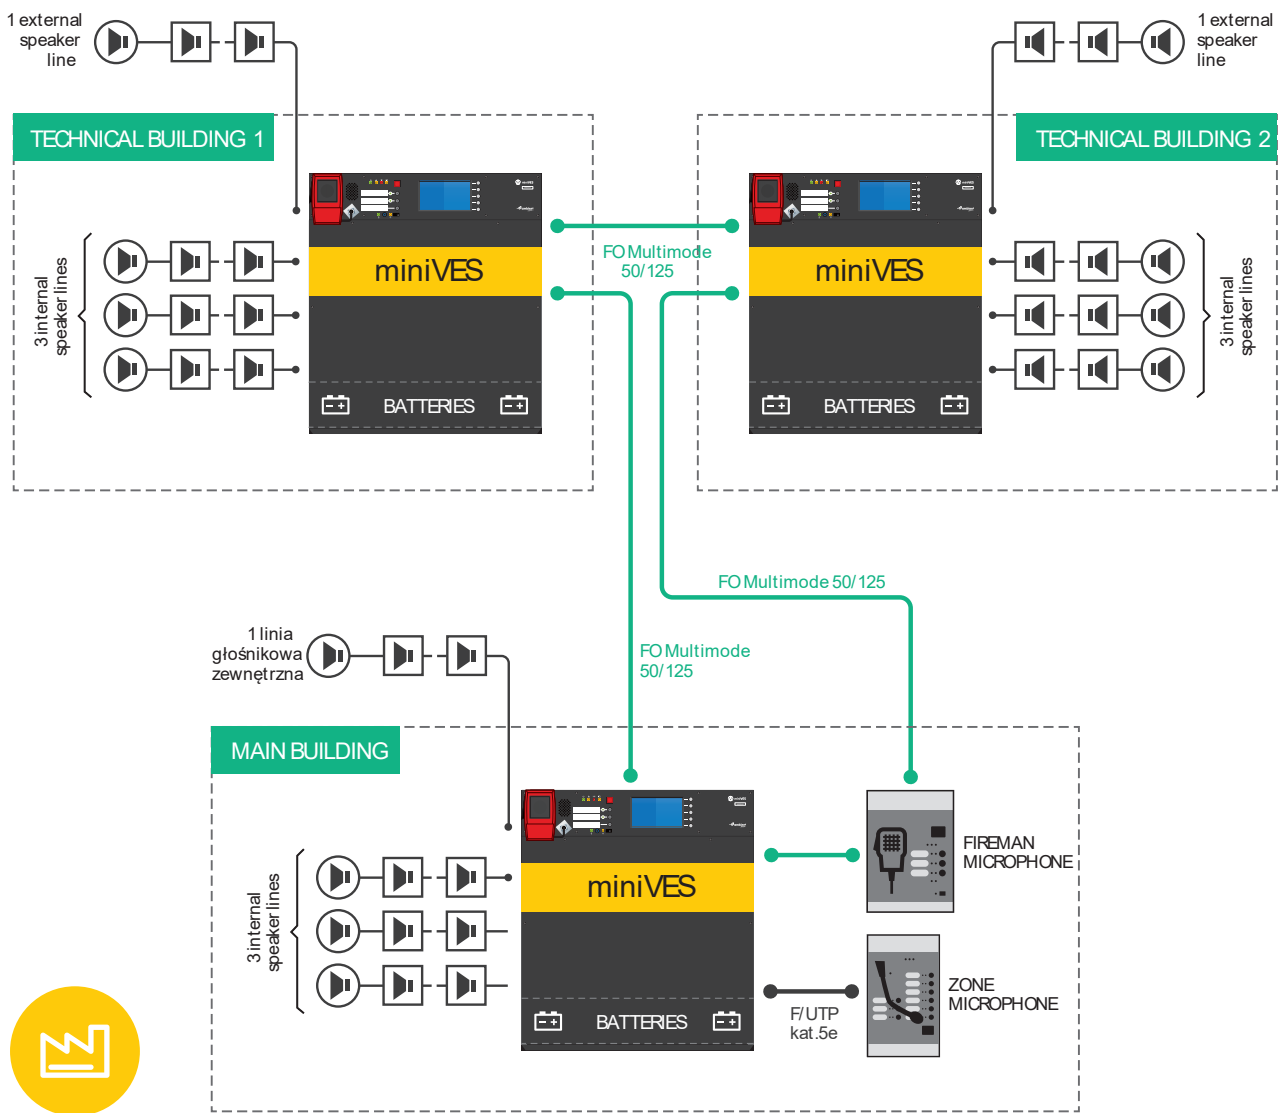 1 external
speaker
line
1 external
speaker
line
TECHNICAL BUILDING 1
TECHNICAL BUILDING 2
miniVES
miniVES
FO Multimode
50/125
3 internal
speaker lines
3 internal
speaker lines
BATTERIES
BATTERIES
FO Multimode 50/125
1 linia
głośnikowa
zewnętrzna
FO Multimode
50/125
MAIN BUILDING
miniVES
FIREMAN
MICROPHONE
3 internal
speaker lines
ZONE
MICROPHONE
F/UTP
kat.5e
BATTERIES